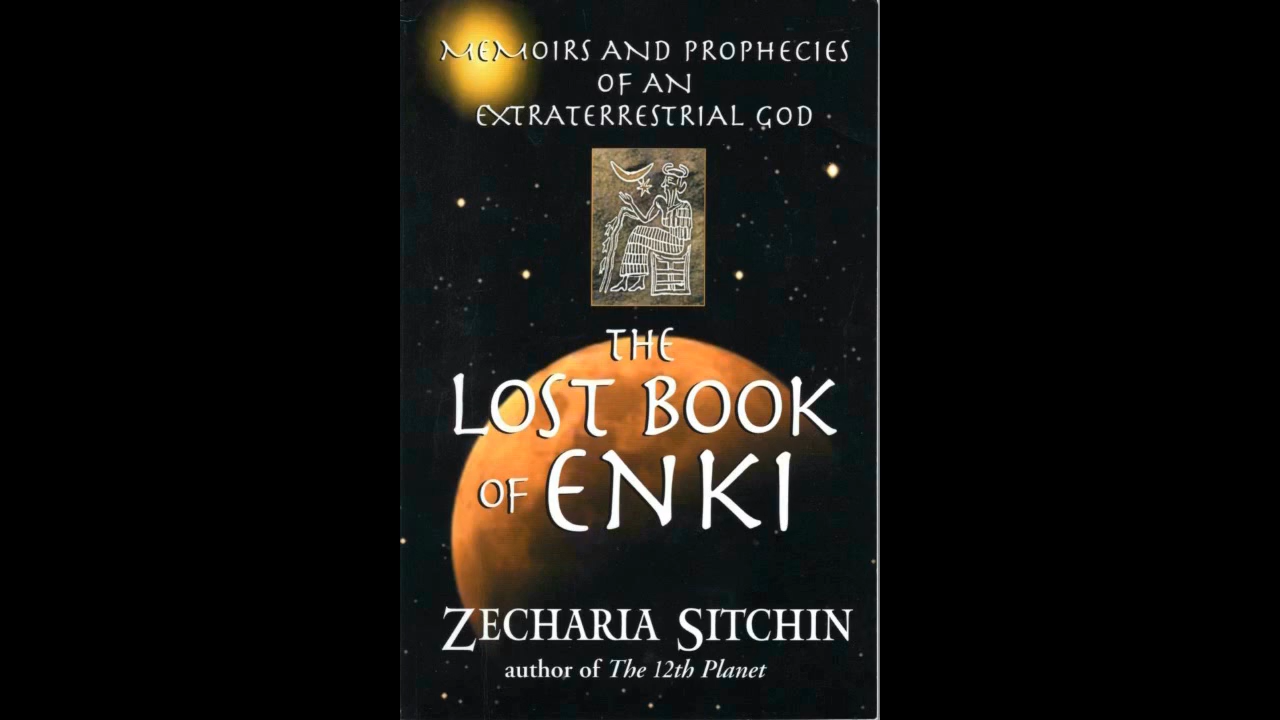 MEMOIRS AND PROPHECIES
OF AN
EXTRATERRESTRIAL GOD
THE
LOST BOOK
OF ENKI
ZECHARIA SITCHIN
author of The 12th Planet